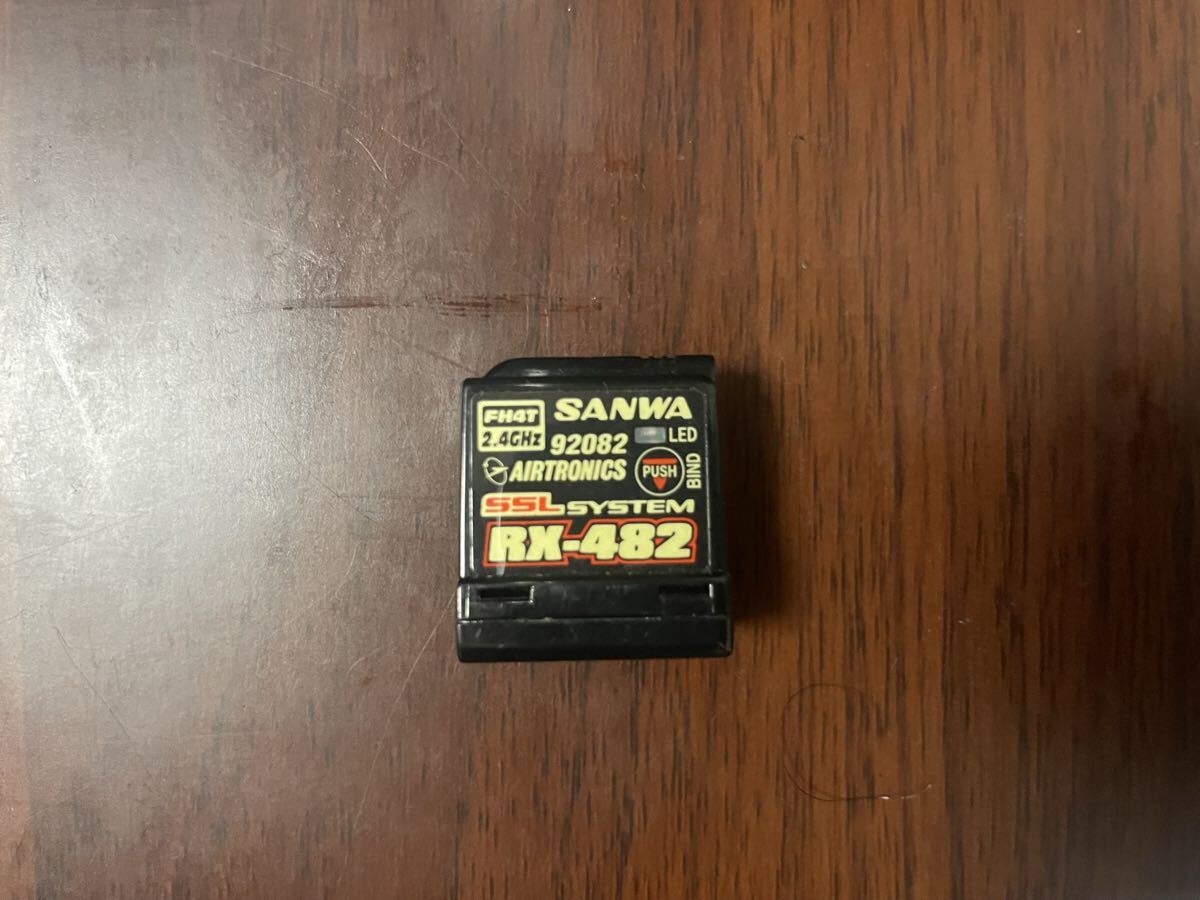 FH4T SANWA
2.4GHz 92082 LED
AIRTRONICS PUSH BIND
SSL SYSTEM
RX-482